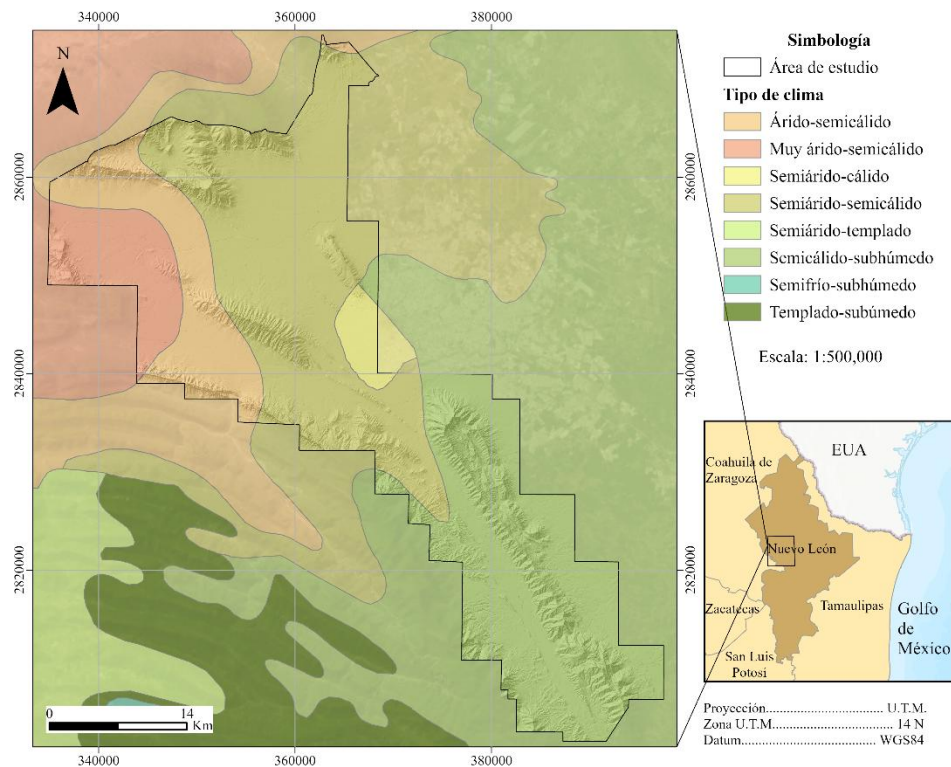 340000 360000 380000
N
2860000
2840000
2820000
2860000
2840000
2820000
0 14
Km
340000 360000 380000
Simbología
Área de estudio
Tipo de clima
Árido-semicálido
Muy árido-semicálido
Semiárido-cálido
Semiárido-semicálido
Semiárido-templado
Semicálido-subhúmedo
Semifrío-subhúmedo
Templado-subúmedo
Escala: 1:500,000
EUA
Coahuila de
Zaragoza
Nuevo León
Zacatecas
Tamaulipas
Golfo
de
México
San Luis
Potosi
Proyección.......................... U.T.M.
Zona U.T.M....................... 14 N
Datum............................WGS84